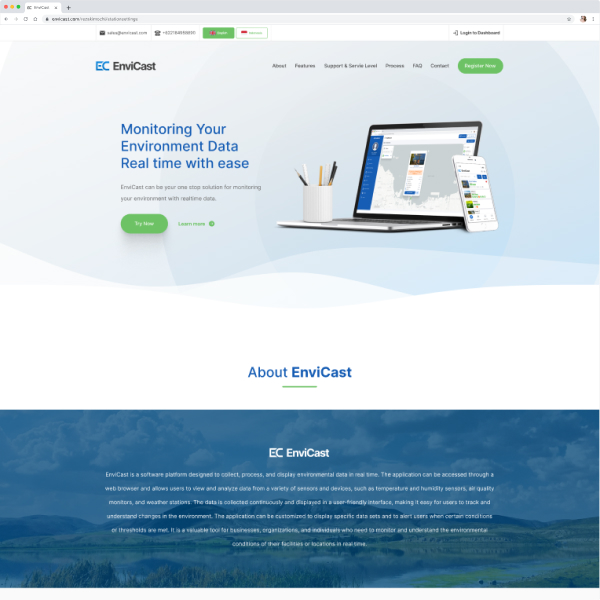 EnviCast
envicast.com
sales@envicast.com
Login to Dashboard
EC EnviCast
About
Features
Support & Servie Level
Process
FAQ
Contact
Register Now
Monitoring Your
Environment Data
Real time with ease
EnviCast can be your one stop solution for monitoring
your environment with realtime data.
Try Now
Learn more
About EnviCast
EC EnviCast
EnviCast is a software platform designed to collect, process, and display environmental data in real time. The application can be accessed through a
web browser and allows users to view and analyze data from a variety of sensors and devices, such as temperature and humidity sensors, air quality
monitors, and weather stations. The data is collected continuously and displayed in a user-friendly interface, making it easy for users to track and
understand changes in the environment. The application can be customized to display specific data sets and to alert users when certain conditions
or thresholds are met. It is a valuable tool for businesses, organizations, and individuals who need to monitor and understand the environmental
conditions of their facilities or locations in real time.